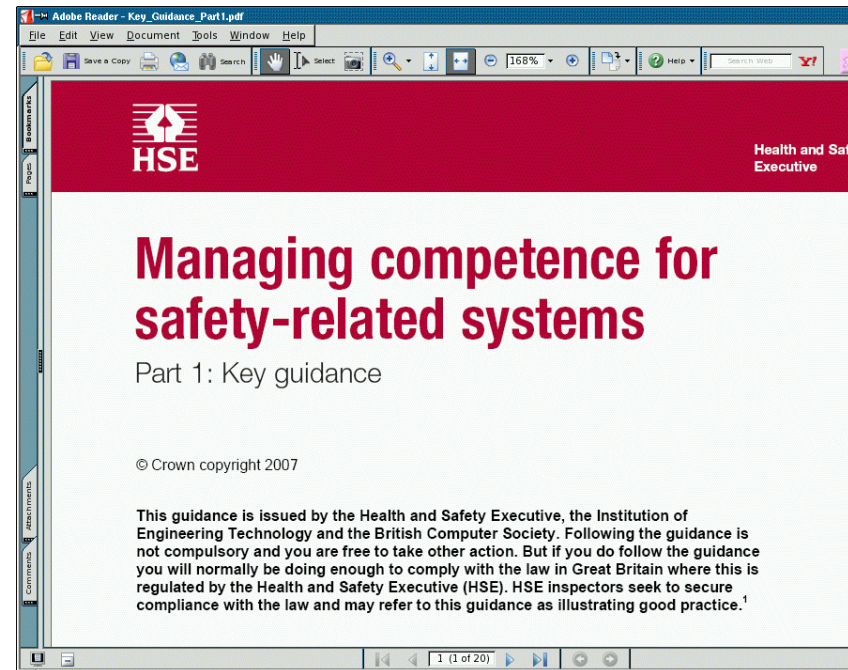 Adobe Reader - Key_Guidance_Part1.pdf
File Edit View Document Tools Window Help
Save a Copy Search Select 168% Help Search Web Y!
Bookmarks
Pages
Attachments
Comments
HSE
Health and Saf
Executive
Managing competence for
safety-related systems
Part 1: Key guidance
© Crown copyright 2007
This guidance is issued by the Health and Safety Executive, the Institution of
Engineering Technology and the British Computer Society. Following the guidance is
not compulsory and you are free to take other action. But if you do follow the guidance
you will normally be doing enough to comply with the law in Great Britain where this is
regulated by the Health and Safety Executive (HSE). HSE inspectors seek to secure
compliance with the law and may refer to this guidance as illustrating good practice.1
1 (1 of 20)